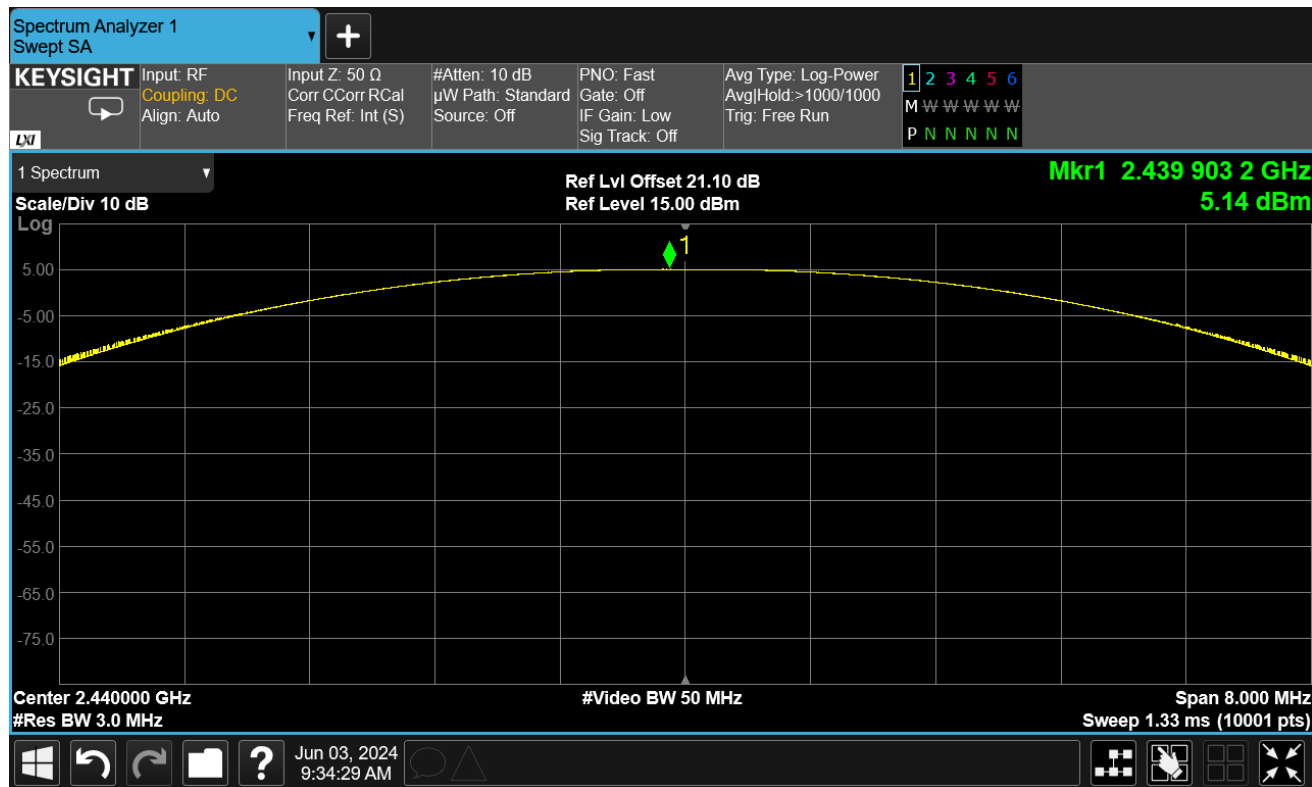 Spectrum Analyzer 1
Swept SA
▼
+
KEYSIGHT
LXI
Input: RF
Coupling: DC
Align: Auto
Input Z: 50 Ω
Corr CCorr RCal
Freq Ref: Int (S)
#Atten: 10 dB
µW Path: Standard
Source: Off
PNO: Fast
Gate: Off
IF Gain: Low
Sig Track: Off
Avg Type: Log-Power
Avg|Hold:>1000/1000
Trig: Free Run
1 2 3 4 5 6
M W W W W W
P N N N N N
1 Spectrum ▼
Scale/Div 10 dB
Log
Ref Lvl Offset 21.10 dB
Ref Level 15.00 dBm
Mkr1 2.439 903 2 GHz
5.14 dBm
1
5.00
-5.00
-15.0
-25.0
-35.0
-45.0
-55.0
-65.0
-75.0
Center 2.440000 GHz
#Res BW 3.0 MHz
#Video BW 50 MHz
Span 8.000 MHz
Sweep 1.33 ms (10001 pts)
?
Jun 03, 2024
9:34:29 AM